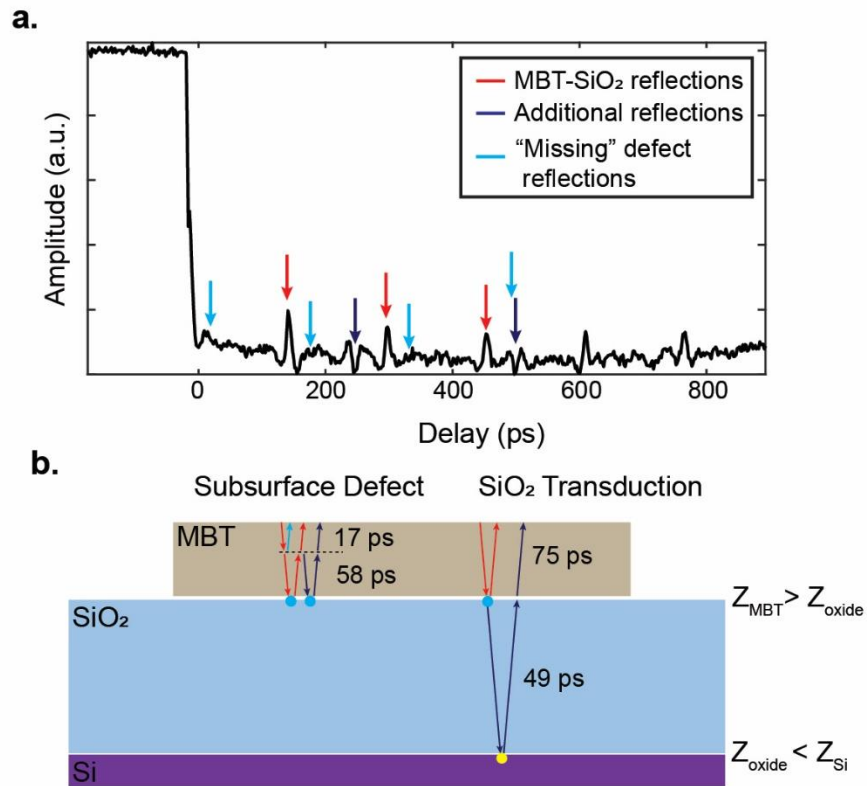 a.
Amplitude (a.u.)
MBT-SiO₂ reflections
Additional reflections
“Missing” defect
reflections
0 200 400 600 800
Delay (ps)
b.
Subsurface Defect SiO₂ Transduction
MBT
17 ps
58 ps
75 ps
Z_MBT > Z_oxide
SiO₂
49 ps
Z_oxide < Z_Si
Si